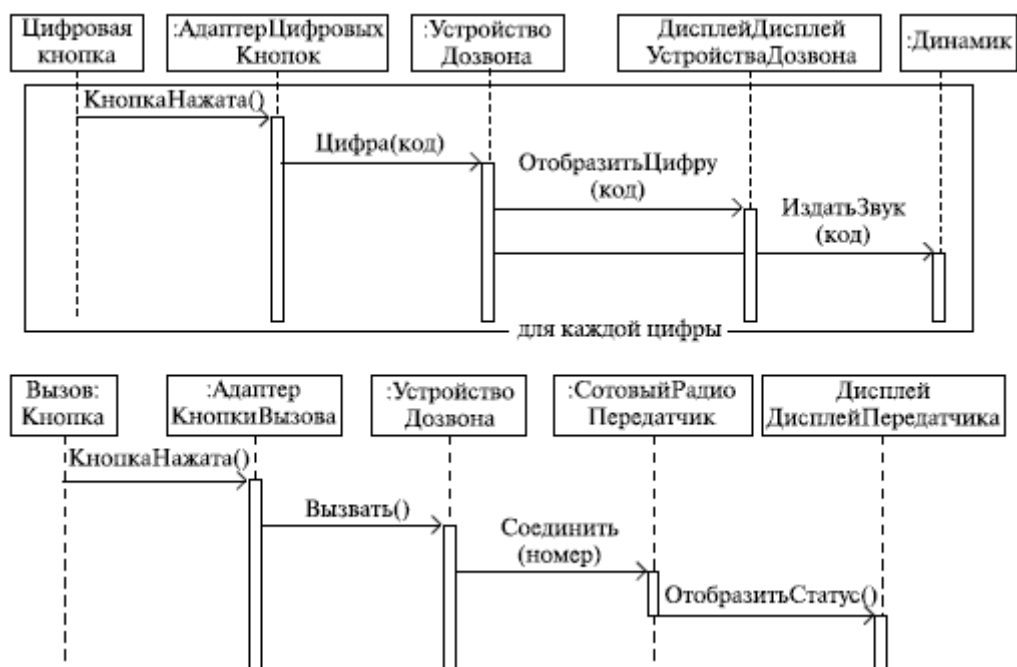 Цифровая
кнопка
:АдаптерЦифровых
Кнопок
:Устройство
Дозвона
ДисплейДисплей
УстройстваДозвона
:Динамик
КнопкаНажата()
Цифра(код)
ОтобразитьЦифру
(код)
ИздатьЗвук
(код)
для каждой цифры
Вызов:
Кнопка
:Адаптер
КнопкиВызова
:Устройство
Дозвона
:СотовыйРадио
Передатчик
Дисплей
ДисплейПередатчика
КнопкаНажата()
Вызвать()
Соединить
(номер)
ОтобразитьСтатус()